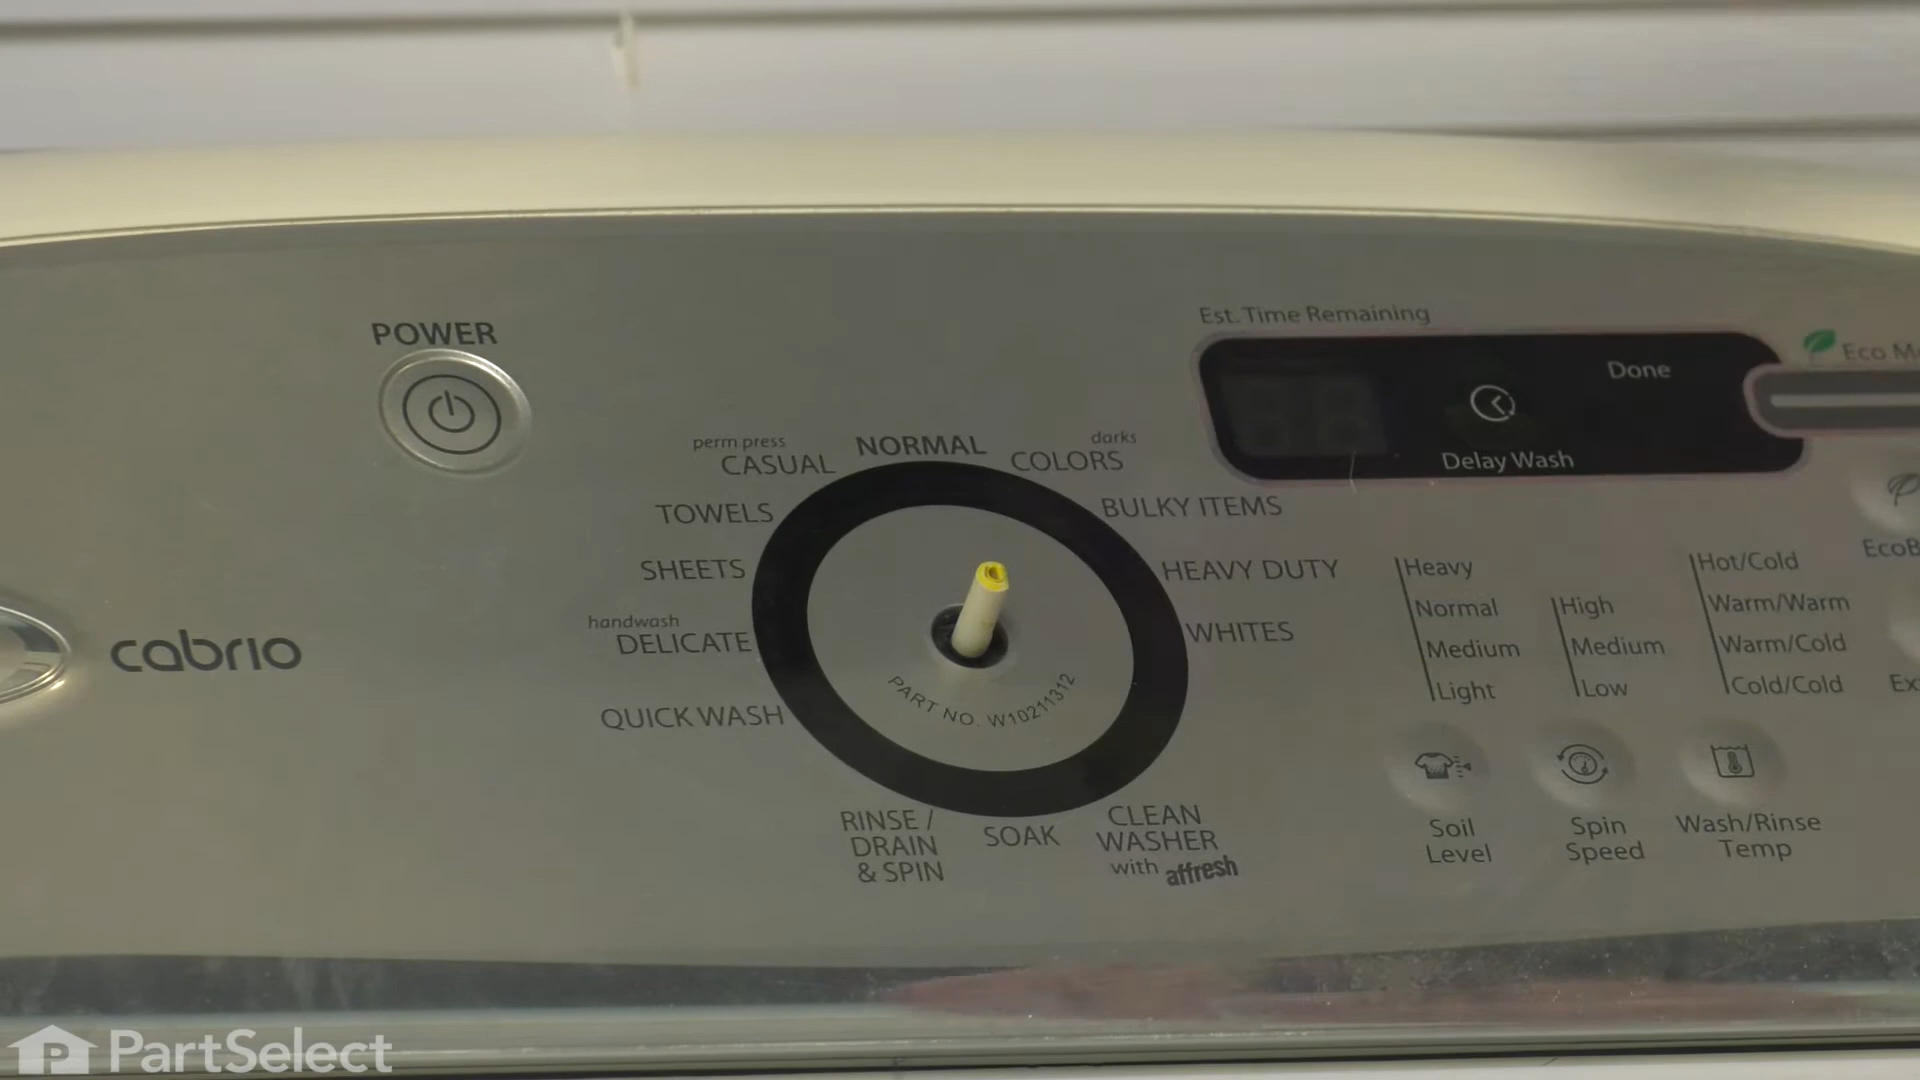 POWER
cabrio
perm press
CASUAL
NORMAL
darks
COLORS
TOWELS
BULKY ITEMS
SHEETS
HEAVY DUTY
handwash
DELICATE
WHITES
QUICK WASH
PART NO. W10211312
RINSE /
DRAIN
& SPIN
SOAK
CLEAN
WASHER
with affresh
Est. Time Remaining
Done
Delay Wash
Eco
Heavy
Normal
Medium
Light
High
Medium
Low
Hot/Cold
Warm/Warm
Warm/Cold
Cold/Cold
Soil
Level
Spin
Speed
Wash/Rinse
Temp
PartSelect